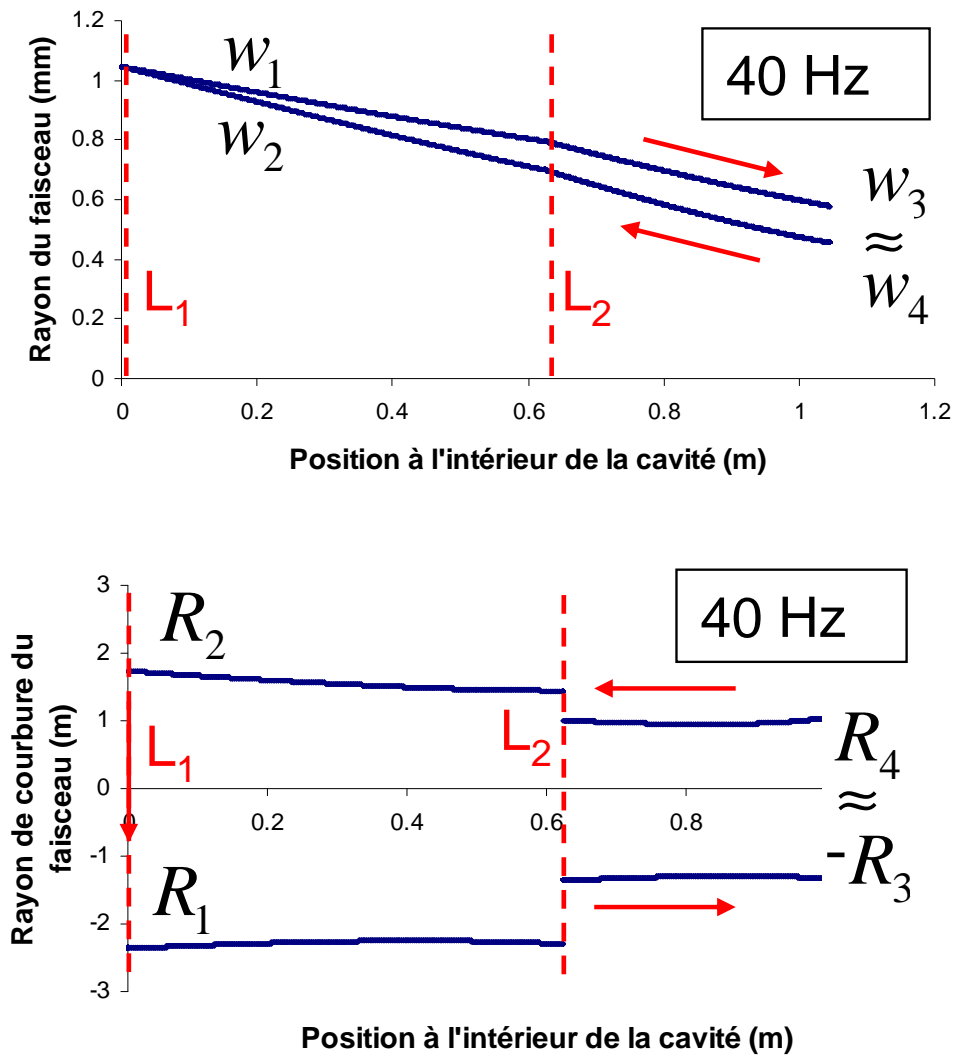 Rayon du faisceau (mm)
1.2
1
0.8
0.6
0.4
0.2
0
w1
w2
40 Hz
w3
≈
w4
L1
L2
0
0.2
0.4
0.6
0.8
1
1.2
Position à l'intérieur de la cavité (m)
Rayon de courbure du
faisceau (m)
3
2
1
0
-1
-2
-3
R2
40 Hz
L1
L2
R4
≈
-R3
0.2
0.4
0.6
0.8
R1
Position à l'intérieur de la cavité (m)